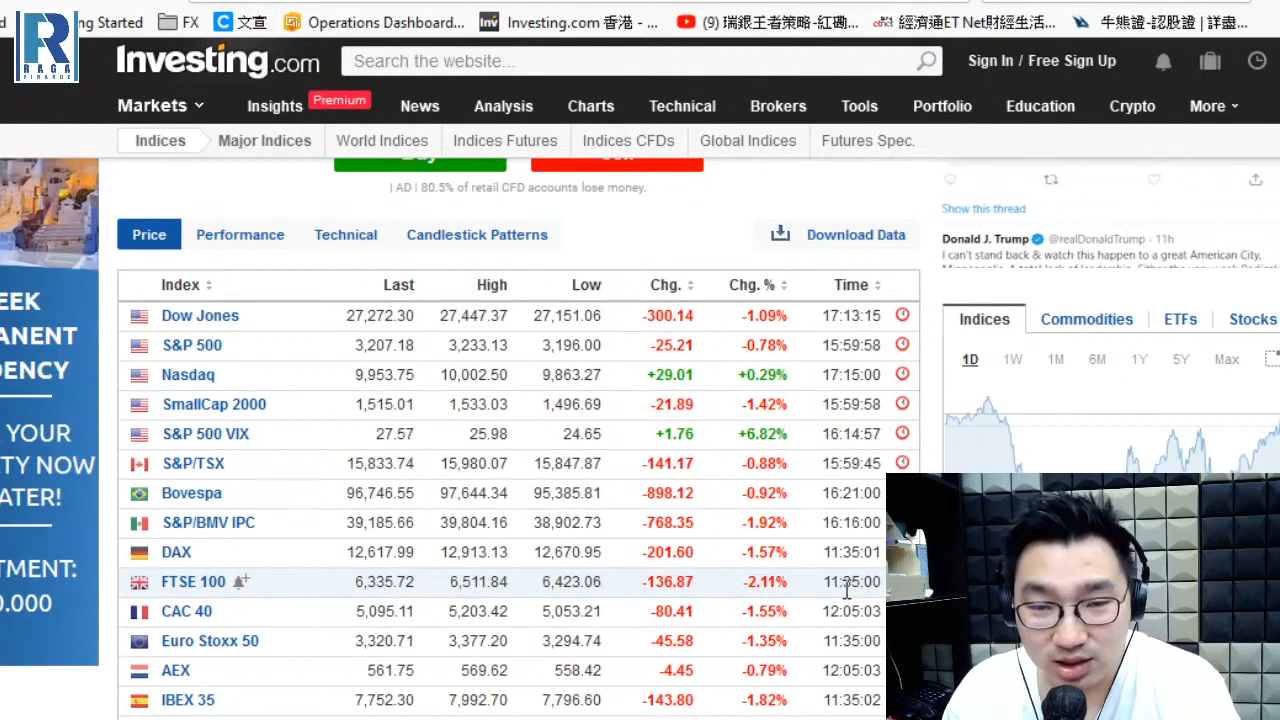 d Started
FX
文宣
Operations Dashboard...
Inv Investing.com 香港 - ...
(9) 瑞銀王者策略-紅磡...
經濟通ET Net財經生活...
牛熊證-認股證 | 詳盡...
R
RAGA
FINANCE
Investing.com
Search the website...
Sign In / Free Sign Up
Markets
Insights
Premium
News
Analysis
Charts
Technical
Brokers
Tools
Portfolio
Education
Crypto
More
Indices
Major Indices
World Indices
Indices Futures
Indices CFDs
Global Indices
Futures Spec.
| AD | 80.5% of retail CFD accounts lose money.
Show this thread
Price
Performance
Technical
Candlestick Patterns
Download Data
Donald J. Trump @realDonaldTrump · 11h
I can't stand back & watch this happen to a great American City,
Index Last High Low Chg. Chg. % Time
Dow Jones 27,272.30 27,447.37 27,151.06 -300.14 -1.09% 17:13:15
S&P 500 3,207.18 3,233.13 3,196.00 -25.21 -0.78% 15:59:58
Nasdaq 9,953.75 10,002.50 9,863.27 +29.01 +0.29% 17:15:00
SmallCap 2000 1,515.01 1,533.03 1,496.69 -21.89 -1.42% 15:59:58
S&P 500 VIX 27.57 25.98 24.65 +1.76 +6.82% 16:14:57
S&P/TSX 15,833.74 15,980.07 15,847.87 -141.17 -0.88% 15:59:45
Bovespa 96,746.55 97,644.34 95,385.81 -898.12 -0.92% 16:21:00
S&P/BMV IPC 39,185.66 39,804.16 38,902.73 -768.35 -1.92% 16:16:00
DAX 12,617.99 12,913.13 12,670.95 -201.60 -1.57% 11:35:01
FTSE 100 6,335.72 6,511.84 6,423.06 -136.87 -2.11% 11:35:00
CAC 40 5,095.11 5,203.42 5,053.21 -80.41 -1.55% 12:05:03
Euro Stoxx 50 3,320.71 3,377.20 3,294.74 -45.58 -1.35% 11:35:00
AEX 561.75 569.62 558.42 -4.45 -0.79% 12:05:03
IBEX 35 7,752.30 7,992.70 7,796.60 -143.80 -1.82% 11:35:02
Indices
Commodities
ETFs
Stocks
1D
1W
1M
6M
1Y
5Y
Max
EEK
ANENT
DENCY
YOUR
TY NOW
ATER!
TMENT:
0.000